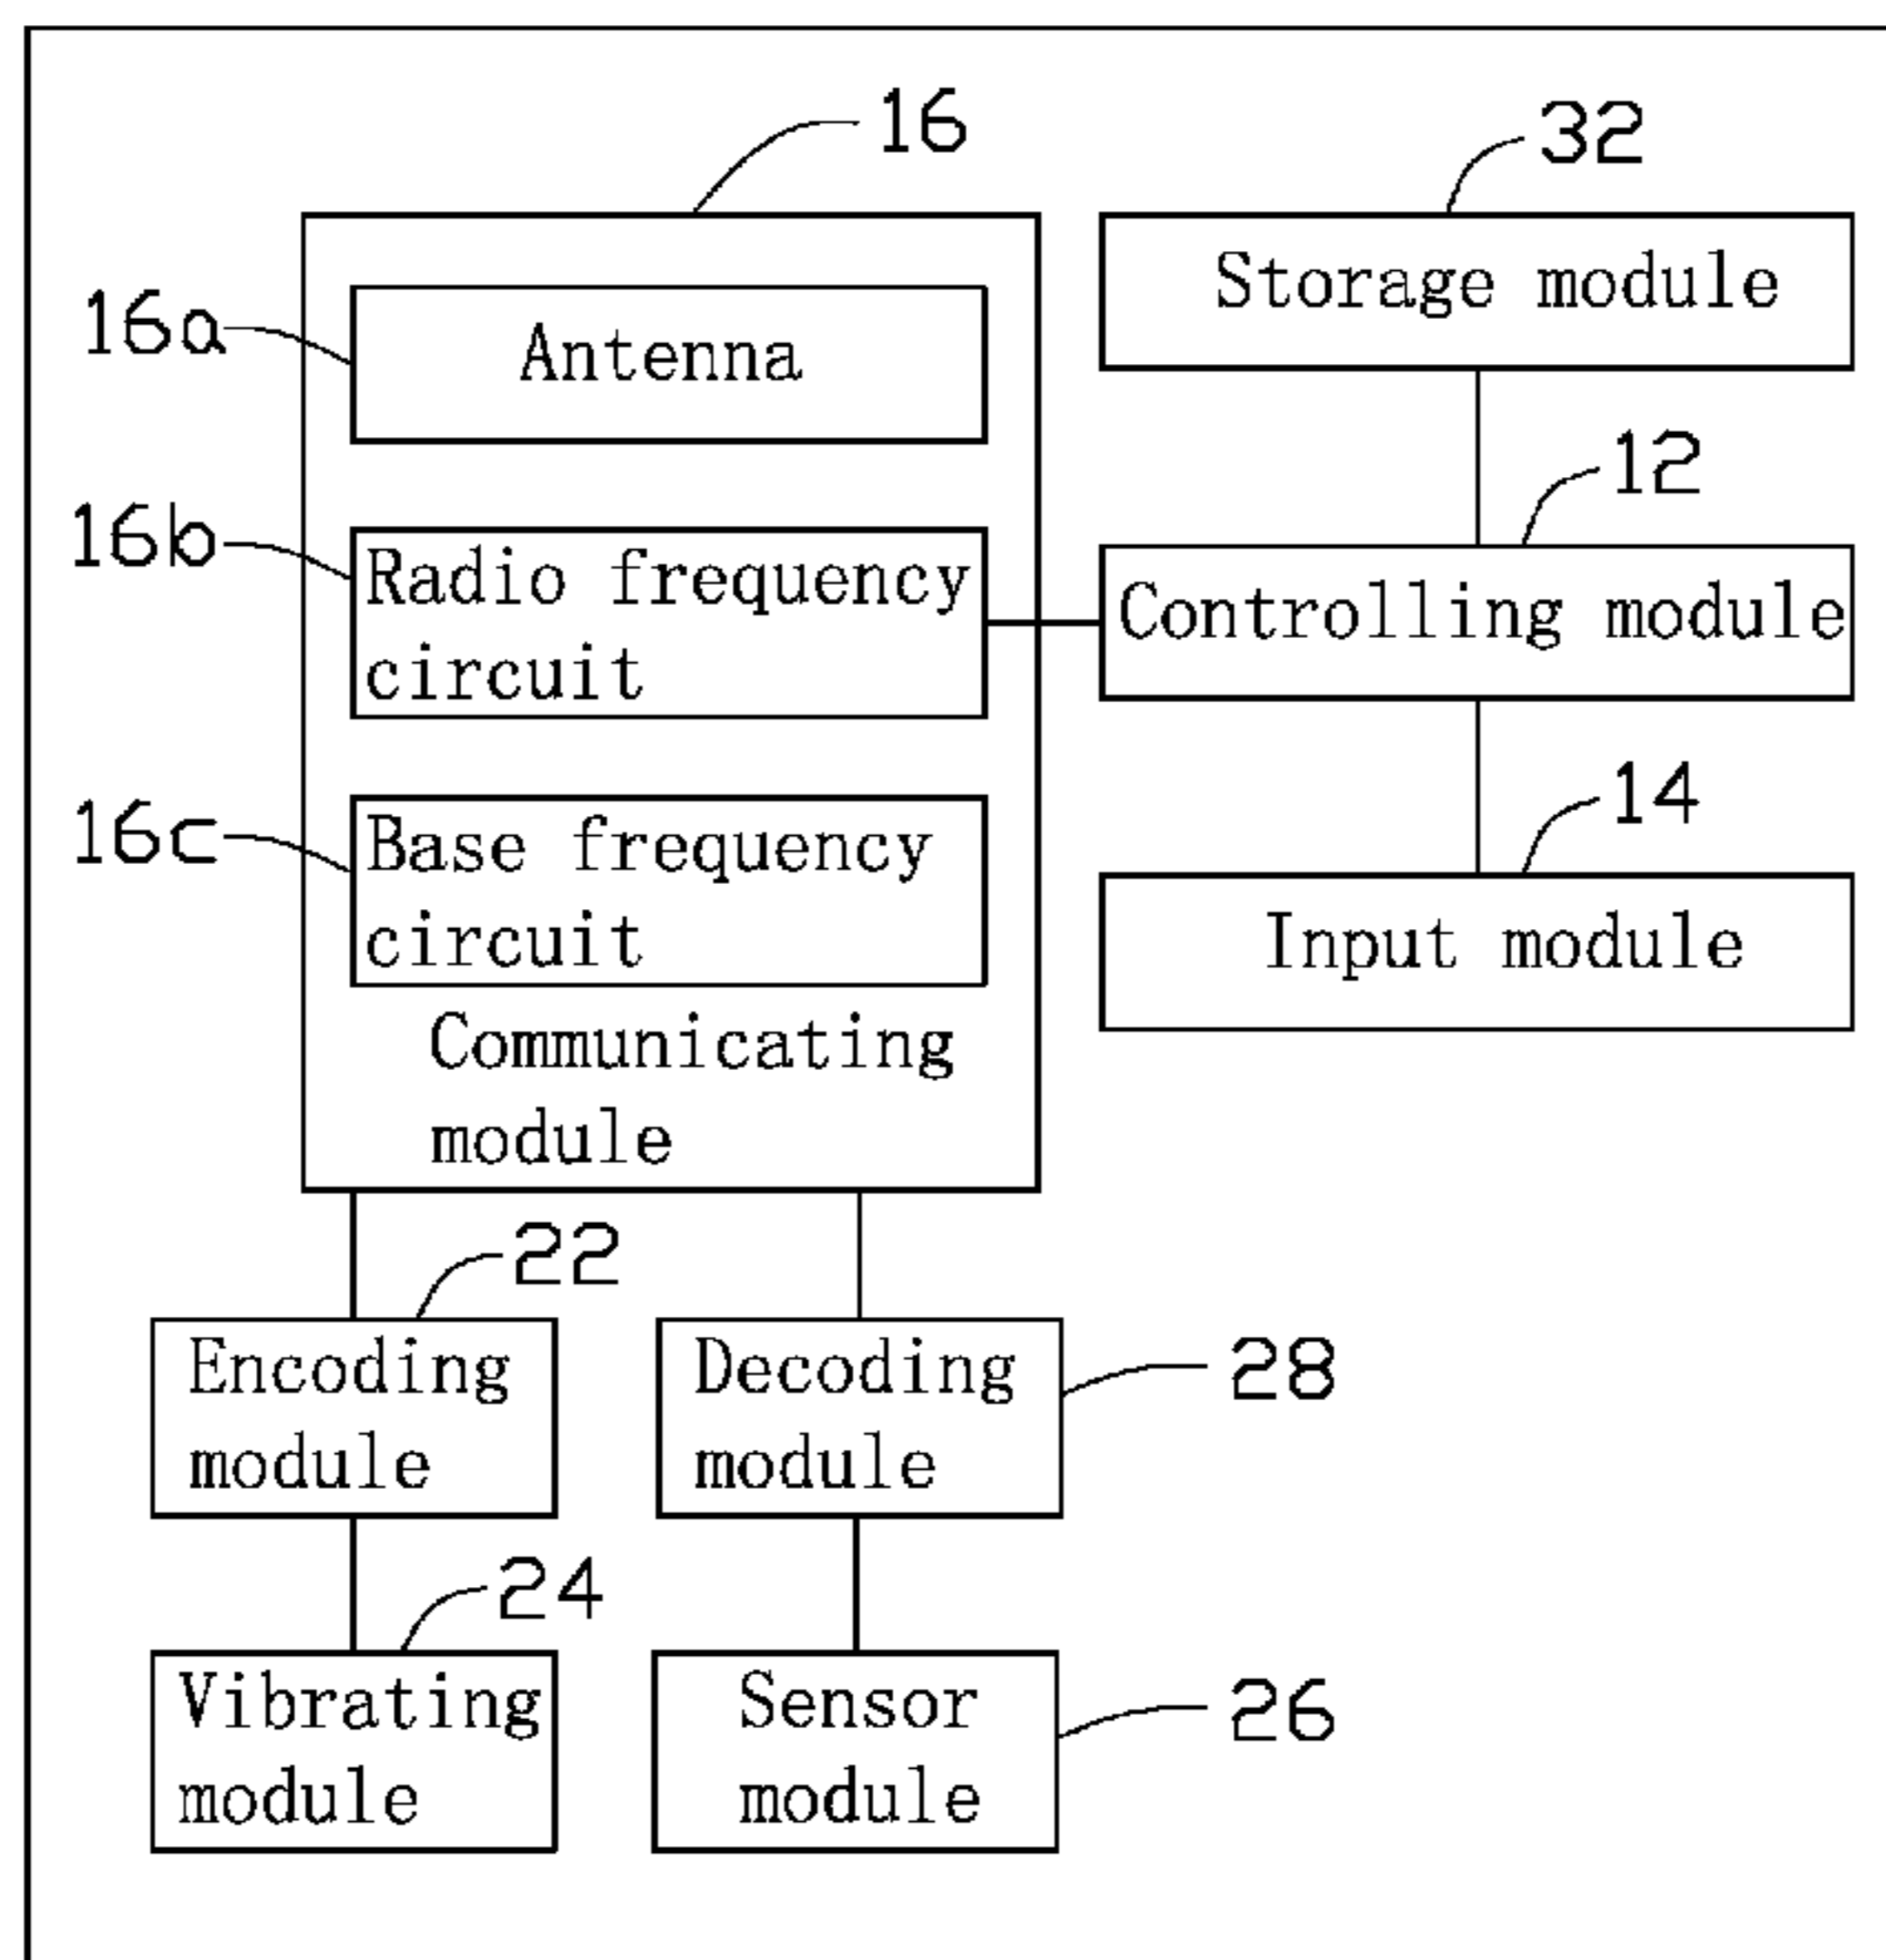 16
32
16a
Antenna
Storage module
12
16b
Radio frequency
circuit
Controlling module
14
16c
Base frequency
circuit
Input module
Communicating
module
22
Encoding
module
Decoding
module
28
24
Vibrating
module
Sensor
module
26